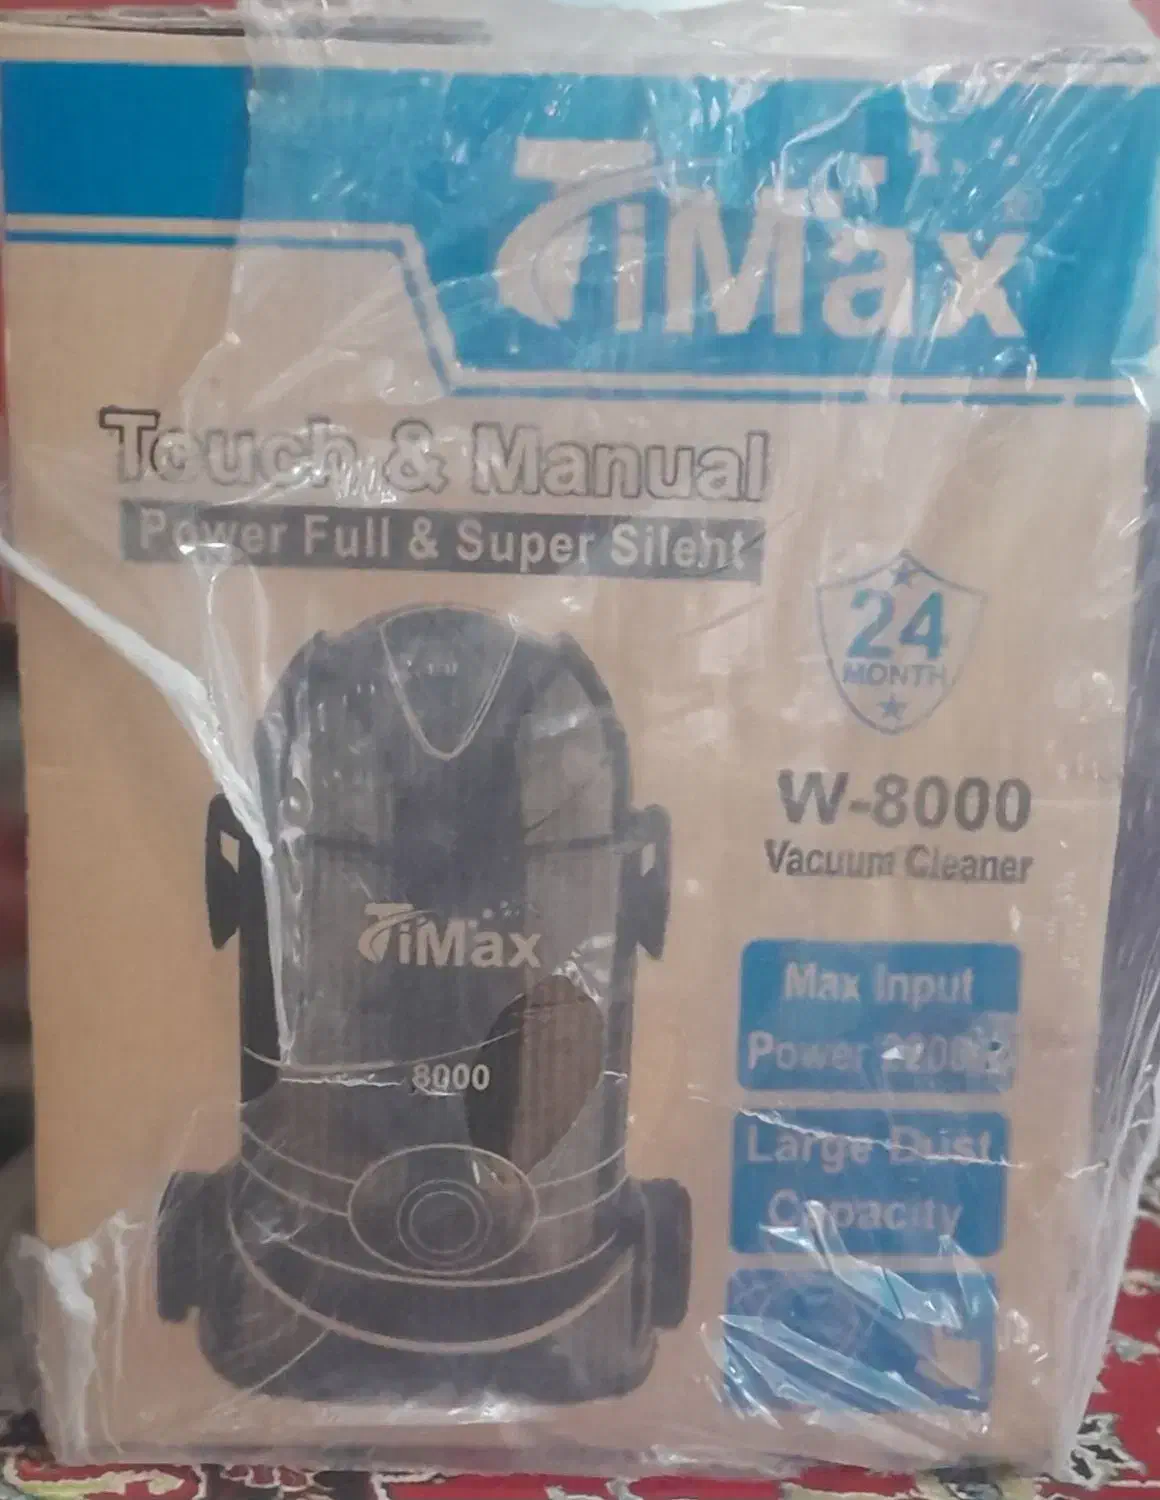 TiMax
Touch & Manual
Power Full & Super Silent
24
MONTH
W-8000
Vacuum Cleaner
TiMax
8000
Max Input
Power
Large Dust
Capacity